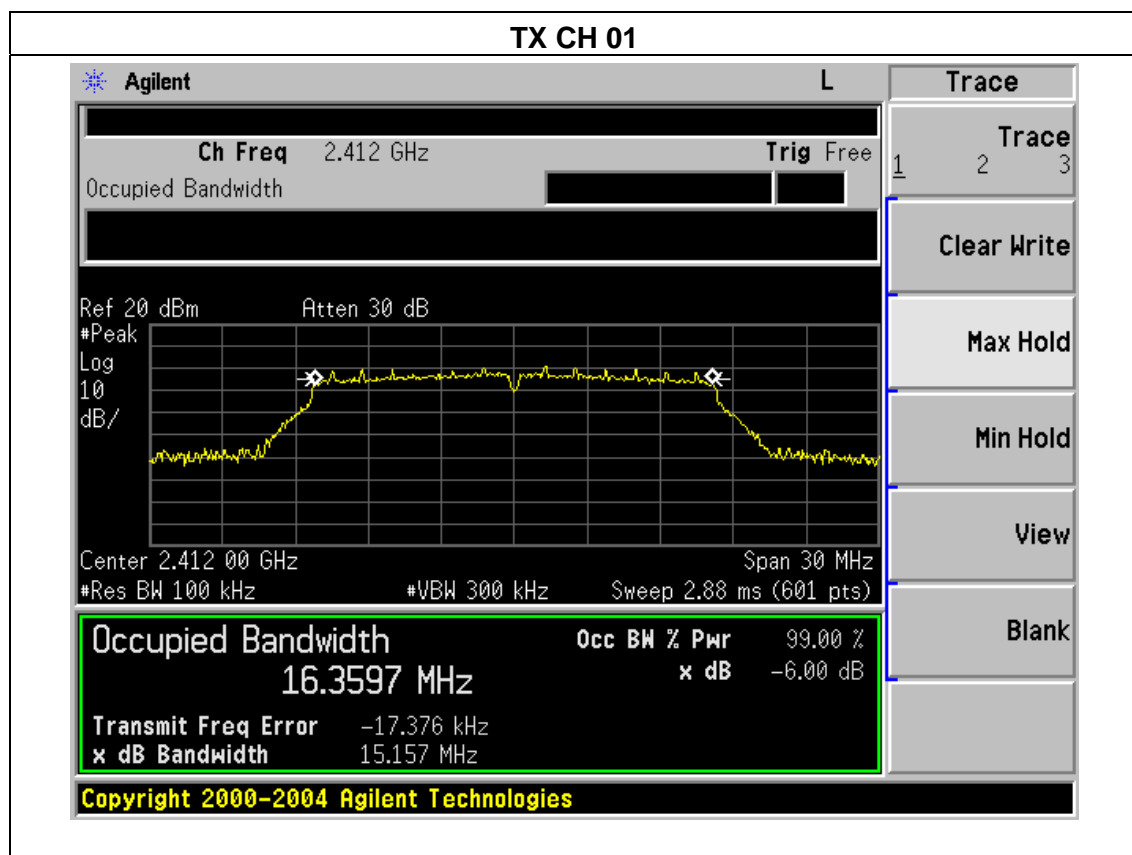 TX CH 01
Agilent L Trace
Ch Freq 2.412 GHz Trig Free
Occupied Bandwidth
Trace
1 2 3
Clear Write
Max Hold
Min Hold
View
Blank
Ref 20 dBm Atten 30 dB
#Peak
Log
10
dB/
Center 2.412 00 GHz Span 30 MHz
#Res BW 100 kHz #VBW 300 kHz Sweep 2.88 ms (601 pts)
Occupied Bandwidth Occ BW % Pwr 99.00 %
16.3597 MHz x dB -6.00 dB
Transmit Freq Error -17.376 kHz
x dB Bandwidth 15.157 MHz
Copyright 2000-2004 Agilent Technologies